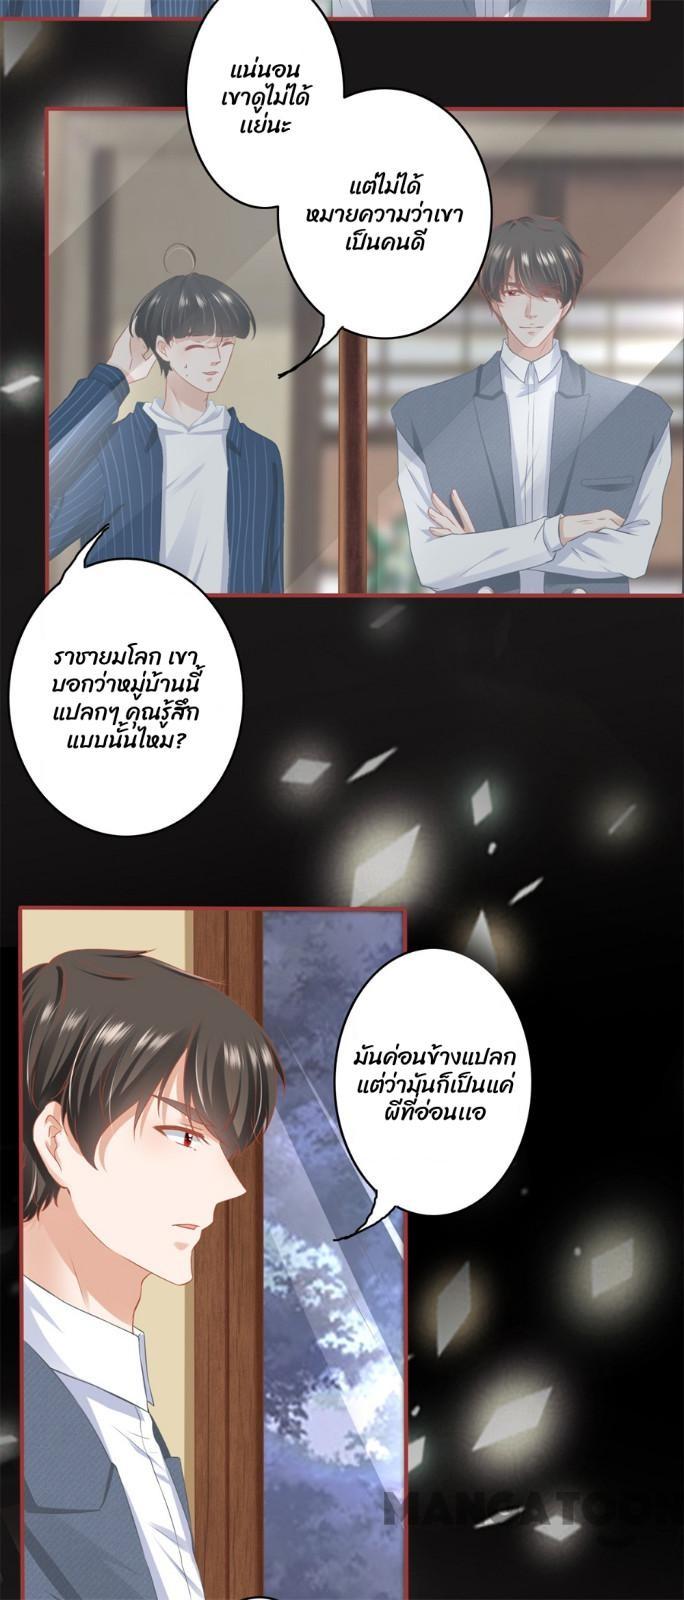 แน่นอน
เขาดูไม่ได้
แย่นะ
แต่ไม่ได้
หมายความว่าเขา
เป็นคนดี
ราชายมโลก เขา
บอกว่าหมู่บ้านนี้
แปลกๆ คุณรู้สึก
แบบนั้นไหม?
มันค่อนข้างแปลก
แต่ว่ามันก็เป็นแค่
ผีที่อ่อนแอ
MANGATOON